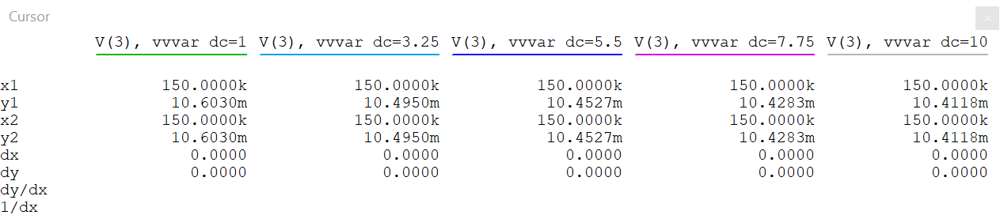 Cursor
V(3), vvvar dc=1 V(3), vvvar dc=3.25 V(3), vvvar dc=5.5 V(3), vvvar dc=7.75 V(3), vvvar dc=10
x1 150.0000k 150.0000k 150.0000k 150.0000k 150.0000k
y1 10.6030m 10.4950m 10.4527m 10.4283m 10.4118m
x2 150.0000k 150.0000k 150.0000k 150.0000k 150.0000k
y2 10.6030m 10.4950m 10.4527m 10.4283m 10.4118m
dx 0.0000 0.0000 0.0000 0.0000 0.0000
dy 0.0000 0.0000 0.0000 0.0000 0.0000
dy/dx
1/dx